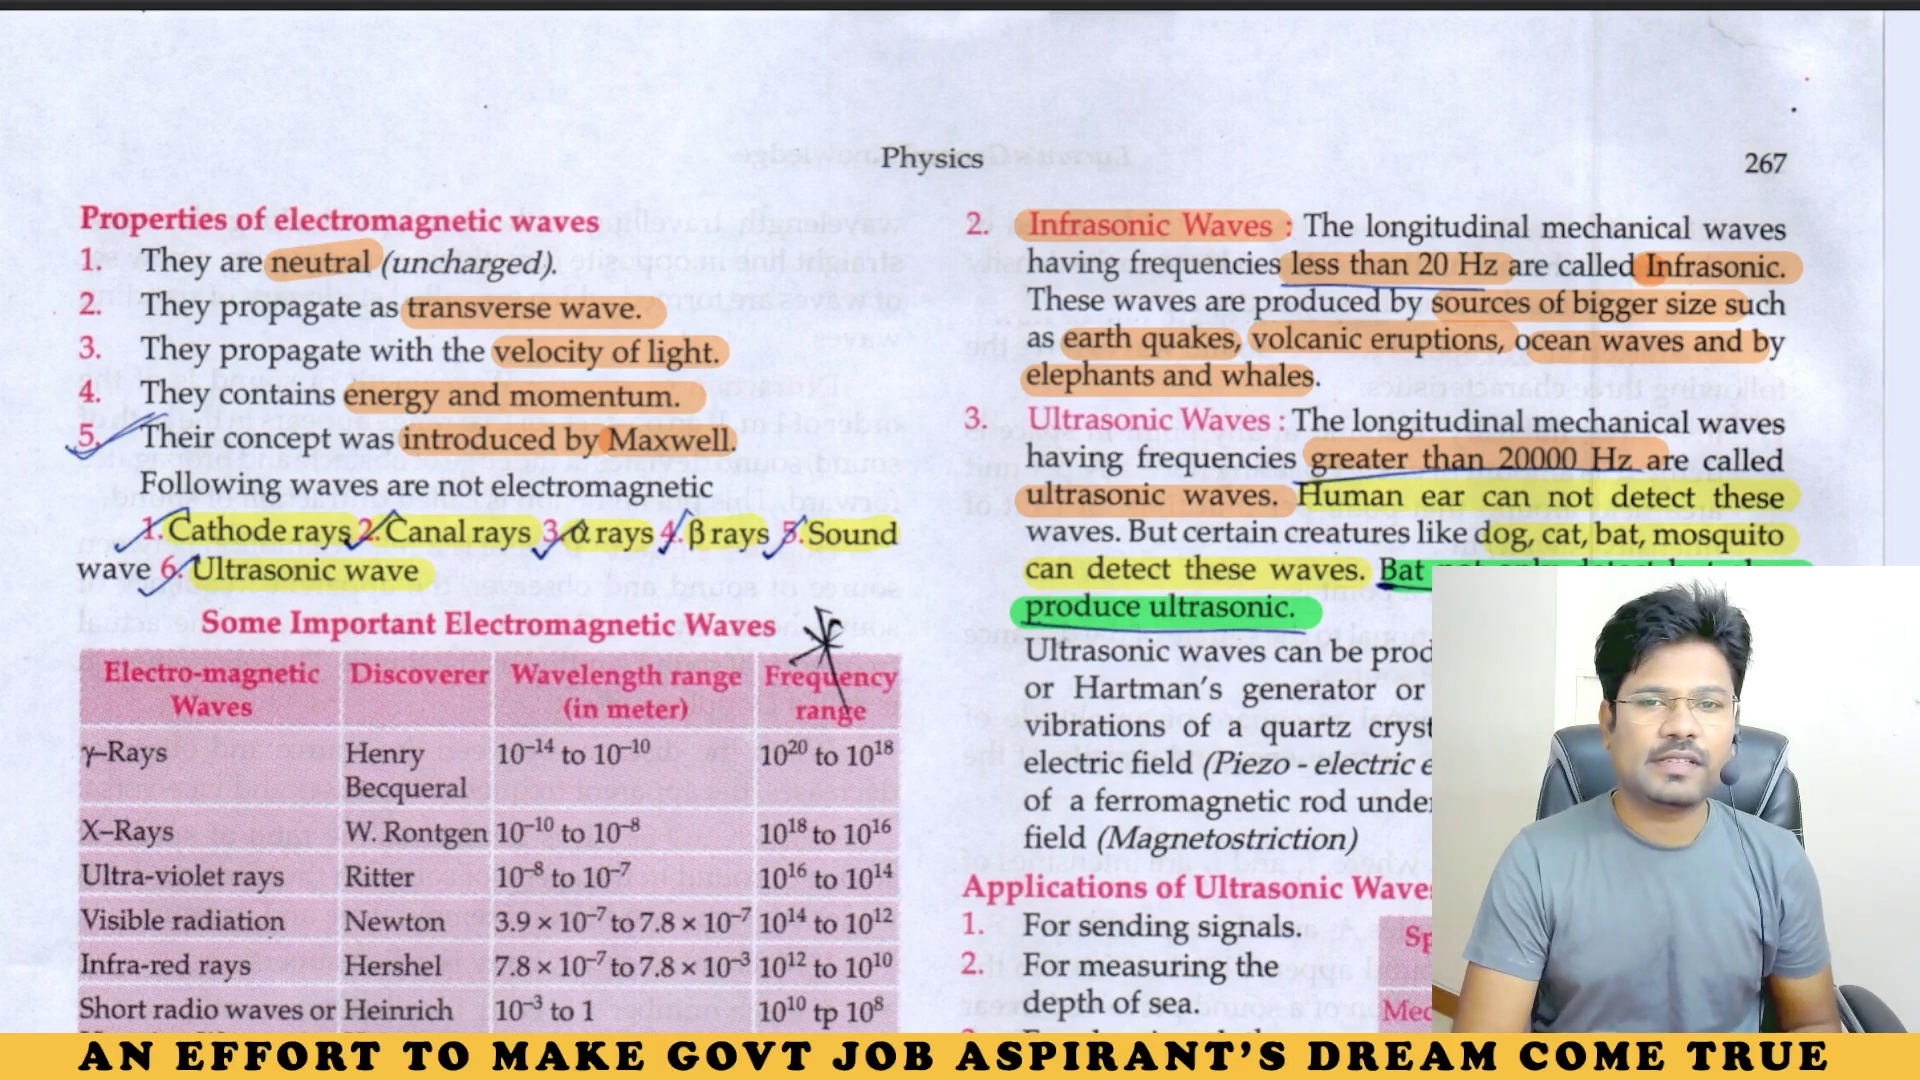 Physics
267
Properties of electromagnetic waves
1. They are neutral (uncharged).
2. They propagate as transverse wave.
3. They propagate with the velocity of light.
4. They contains energy and momentum.
5. Their concept was introduced by Maxwell.
Following waves are not electromagnetic
1. Cathode rays 2. Canal rays 3. α rays 4. β rays 5. Sound
wave 6. Ultrasonic wave
Some Important Electromagnetic Waves
Electro-magnetic Waves | Discoverer | Wavelength range (in meter) | Frequency range
γ–Rays | Henry Becqueral | 10⁻¹⁴ to 10⁻¹⁰ | 10²⁰ to 10¹⁸
X–Rays | W. Rontgen | 10⁻¹⁰ to 10⁻⁸ | 10¹⁸ to 10¹⁶
Ultra-violet rays | Ritter | 10⁻⁸ to 10⁻⁷ | 10¹⁶ to 10¹⁴
Visible radiation | Newton | 3.9 × 10⁻⁷ to 7.8 × 10⁻⁷ | 10¹⁴ to 10¹²
Infra-red rays | Hershel | 7.8 × 10⁻⁷ to 7.8 × 10⁻³ | 10¹² to 10¹⁰
Short radio waves or | Heinrich | 10⁻³ to 1 | 10¹⁰ tp 10⁸
2. Infrasonic Waves : The longitudinal mechanical waves
having frequencies less than 20 Hz are called Infrasonic.
These waves are produced by sources of bigger size such
as earth quakes, volcanic eruptions, ocean waves and by
elephants and whales.
3. Ultrasonic Waves : The longitudinal mechanical waves
having frequencies greater than 20000 Hz are called
ultrasonic waves. Human ear can not detect these
waves. But certain creatures like dog, cat, bat, mosquito
can detect these waves. Bat
produce ultrasonic.
Ultrasonic waves can be prod
or Hartman's generator or
vibrations of a quartz cryst
electric field (Piezo - electric e
of a ferromagnetic rod unde
field (Magnetostriction)
Applications of Ultrasonic Wave
1. For sending signals.
2. For measuring the
depth of sea.
Sp
Med
AN EFFORT TO MAKE GOVT JOB ASPIRANT'S DREAM COME TRUE